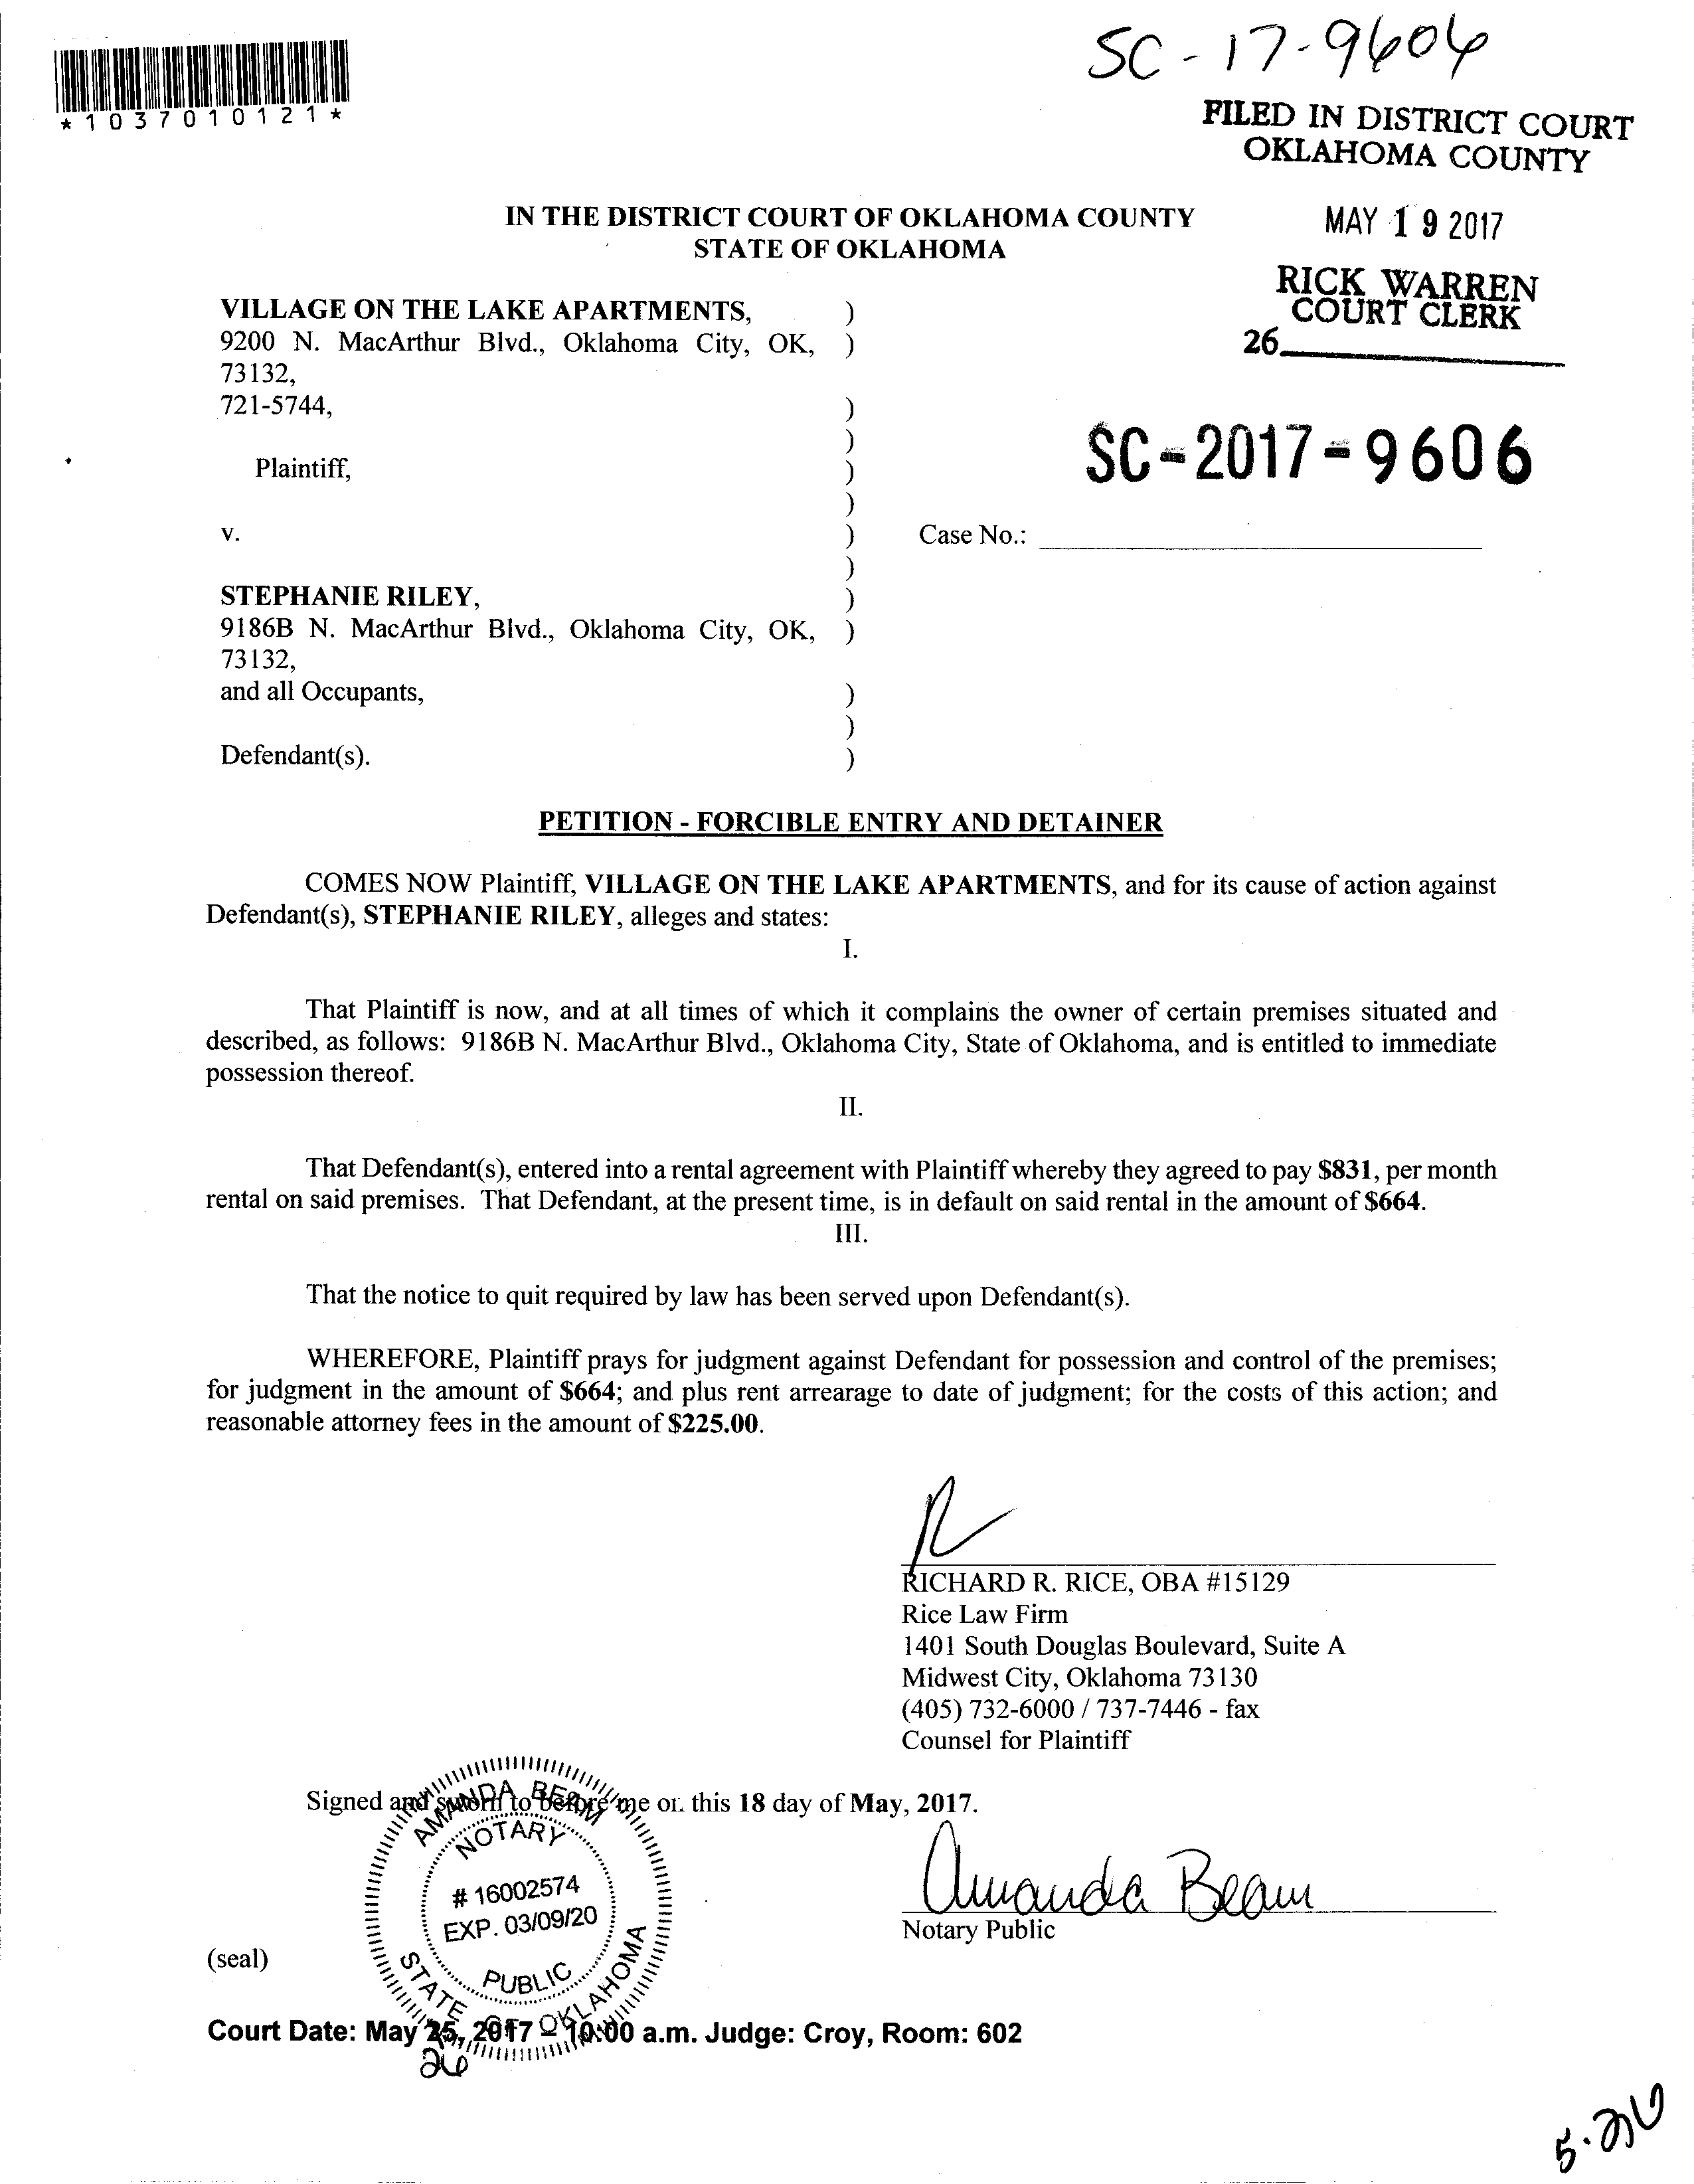 SC-17-9606
*1037010121*
FILED IN DISTRICT COURT
OKLAHOMA COUNTY
MAY 19 2017
RICK WARREN
COURT CLERK
26
IN THE DISTRICT COURT OF OKLAHOMA COUNTY
STATE OF OKLAHOMA
VILLAGE ON THE LAKE APARTMENTS, )
9200 N. MacArthur Blvd., Oklahoma City, OK, )
73132,
721-5744, )
)
Plaintiff, )
)
SC-2017-9606
v. ) Case No.:
)
STEPHANIE RILEY, )
9186B N. MacArthur Blvd., Oklahoma City, OK, )
73132,
and all Occupants, )
)
Defendant(s). )
PETITION - FORCIBLE ENTRY AND DETAINER
COMES NOW Plaintiff, VILLAGE ON THE LAKE APARTMENTS, and for its cause of action against
Defendant(s), STEPHANIE RILEY, alleges and states:
I.
That Plaintiff is now, and at all times of which it complains the owner of certain premises situated and
described, as follows: 9186B N. MacArthur Blvd., Oklahoma City, State of Oklahoma, and is entitled to immediate
possession thereof.
II.
That Defendant(s), entered into a rental agreement with Plaintiff whereby they agreed to pay $831, per month
rental on said premises. That Defendant, at the present time, is in default on said rental in the amount of $664.
III.
That the notice to quit required by law has been served upon Defendant(s).
WHEREFORE, Plaintiff prays for judgment against Defendant for possession and control of the premises;
for judgment in the amount of $664; and plus rent arrearage to date of judgment; for the costs of this action; and
reasonable attorney fees in the amount of $225.00.
RICHARD R. RICE, OBA #15129
Rice Law Firm
1401 South Douglas Boulevard, Suite A
Midwest City, Oklahoma 73130
(405) 732-6000 / 737-7446 - fax
Counsel for Plaintiff
Signed and sworn to before me on this 18 day of May, 2017.
AMANDA BEAM
NOTARY
# 16002574
EXP. 03/09/20
PUBLIC
STATE OF OKLAHOMA
Amanda Beam
Notary Public
(seal)
Court Date: May 25, 2017 - 10:00 a.m. Judge: Croy, Room: 602
26
5-26